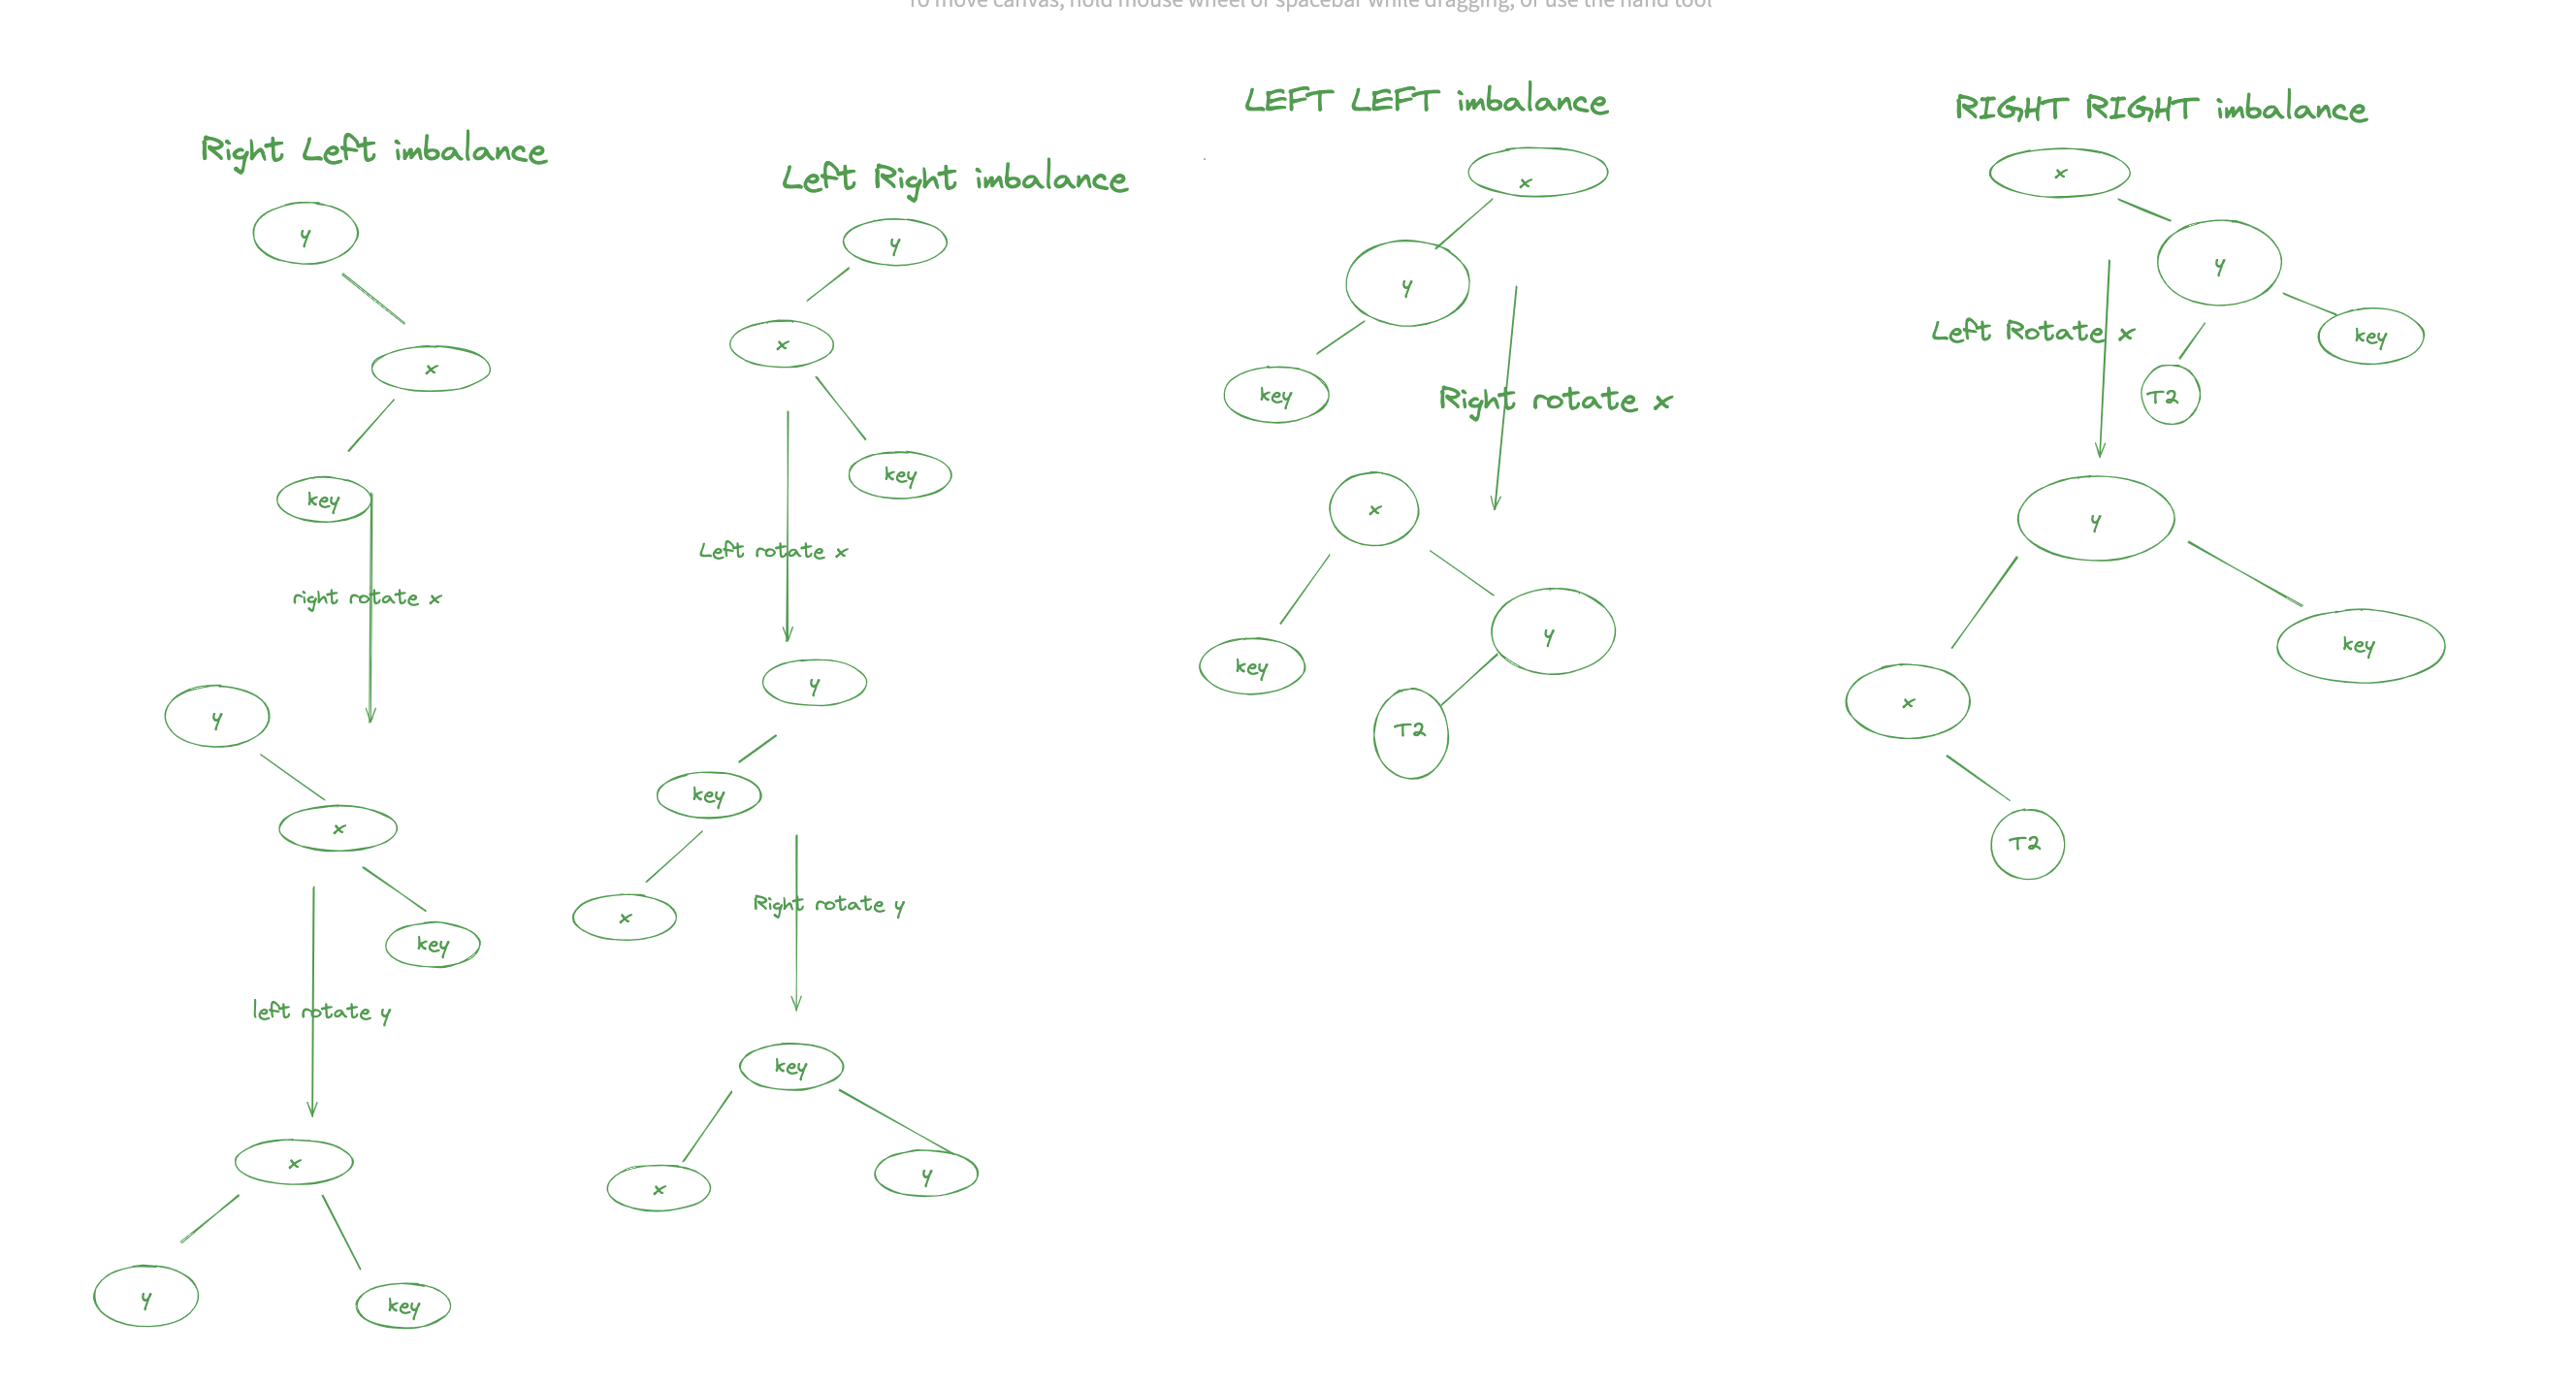 To move canvas, hold mouse wheel or spacebar while dragging, or use the hand tool
Right Left imbalance
y
x
key
right rotate x
y
x
key
left rotate y
x
y
key
Left Right imbalance
y
x
key
Left rotate x
y
key
x
Right rotate y
key
x
y
LEFT LEFT imbalance
x
y
key
Right rotate x
x
key
y
T2
RIGHT RIGHT imbalance
x
y
Left Rotate x
key
T2
y
key
x
T2